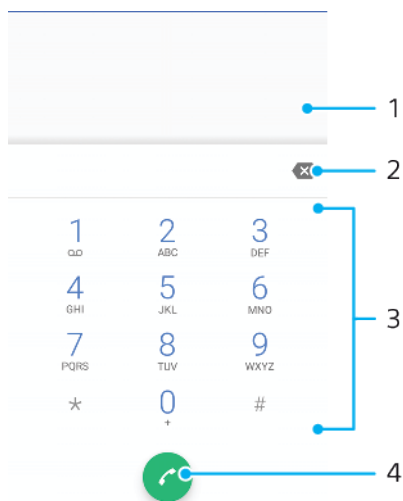 1
2
1 2 3
ABC DEF
4 5 6
GHI JKL MNO
3
7 8 9
PQRS TUV WXYZ
* 0 #
+
4